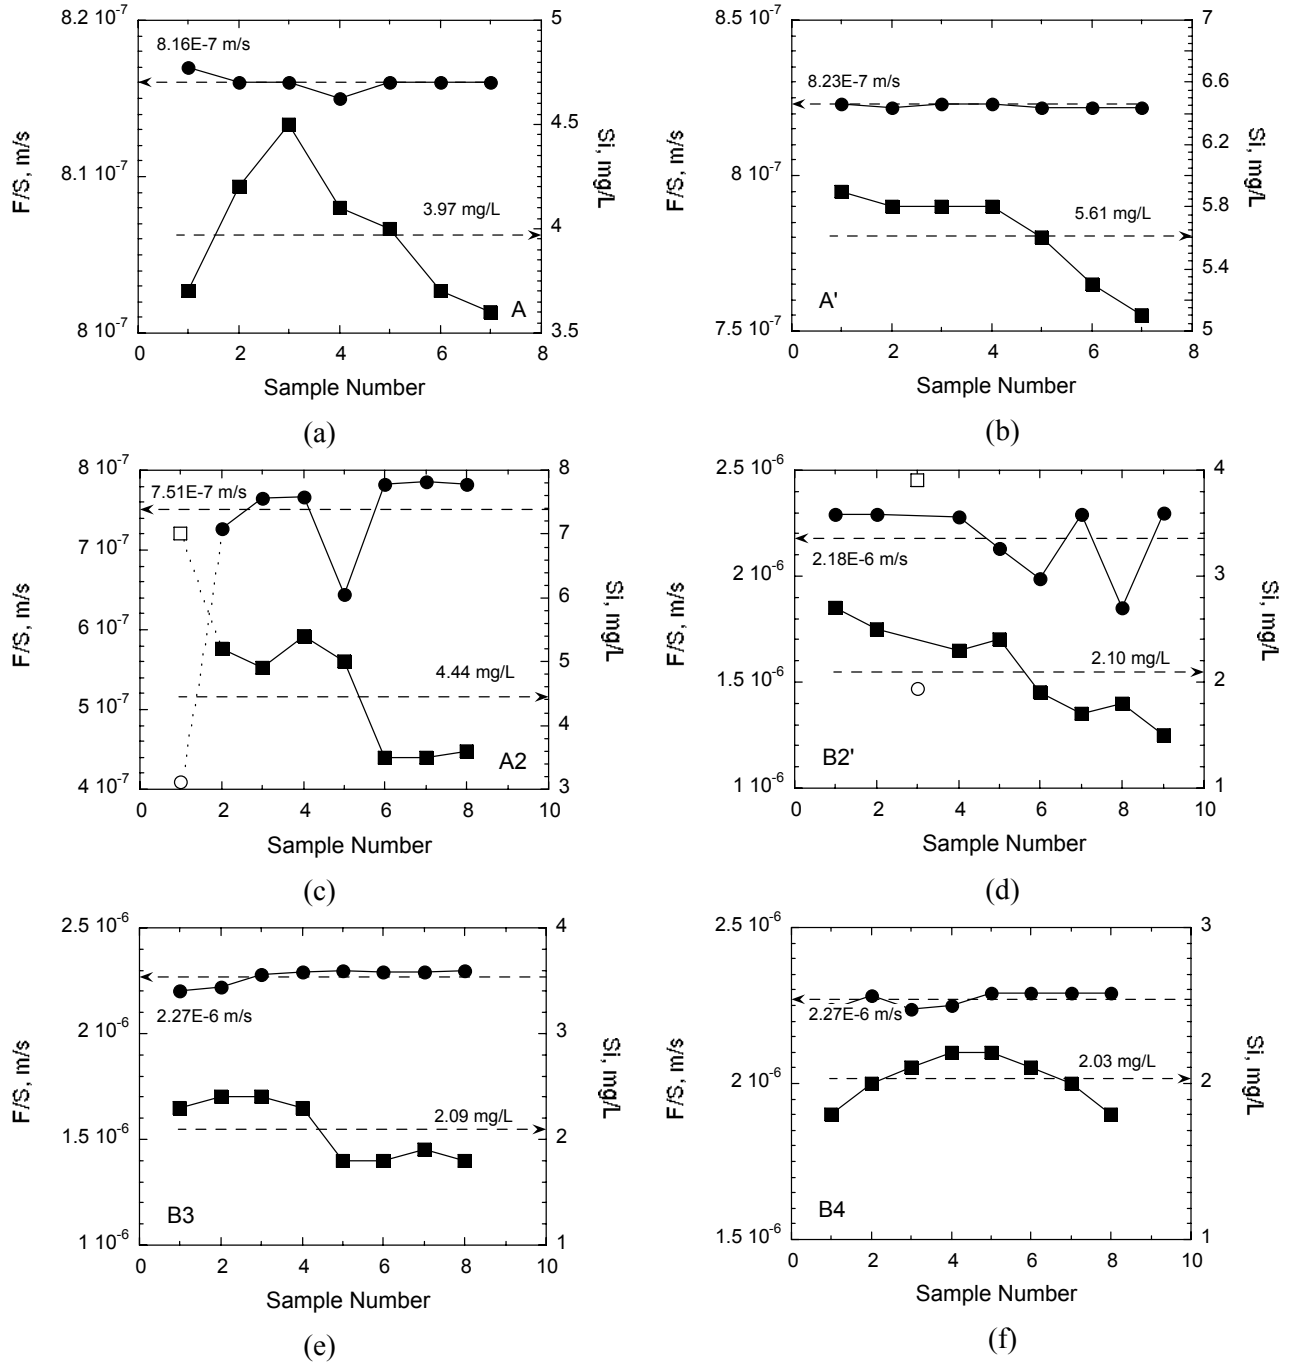 8.2 10⁻⁷
8.1 10⁻⁷
8 10⁻⁷
F/S, m/s
5
4.5
4
3.5
Si, mg/L
8.16E-7 m/s
3.97 mg/L
A
0 2 4 6 8
Sample Number
(a)
8.5 10⁻⁷
8 10⁻⁷
7.5 10⁻⁷
F/S, m/s
7
6.6
6.2
5.8
5.4
5
Si, mg/L
8.23E-7 m/s
5.61 mg/L
A'
0 2 4 6 8
Sample Number
(b)
8 10⁻⁷
7 10⁻⁷
6 10⁻⁷
5 10⁻⁷
4 10⁻⁷
F/S, m/s
8
7
6
5
4
3
Si, mg/L
7.51E-7 m/s
4.44 mg/L
A2
0 2 4 6 8 10
Sample Number
(c)
2.5 10⁻⁶
2 10⁻⁶
1.5 10⁻⁶
1 10⁻⁶
F/S, m/s
4
3
2
1
Si, mg/L
2.18E-6 m/s
2.10 mg/L
B2'
0 2 4 6 8 10
Sample Number
(d)
2.5 10⁻⁶
2 10⁻⁶
1.5 10⁻⁶
1 10⁻⁶
F/S, m/s
4
3
2
1
Si, mg/L
2.27E-6 m/s
2.09 mg/L
B3
0 2 4 6 8 10
Sample Number
(e)
2.5 10⁻⁶
2 10⁻⁶
1.5 10⁻⁶
F/S, m/s
3
2
1
Si, mg/L
2.27E-6 m/s
2.03 mg/L
B4
0 2 4 6 8 10
Sample Number
(f)